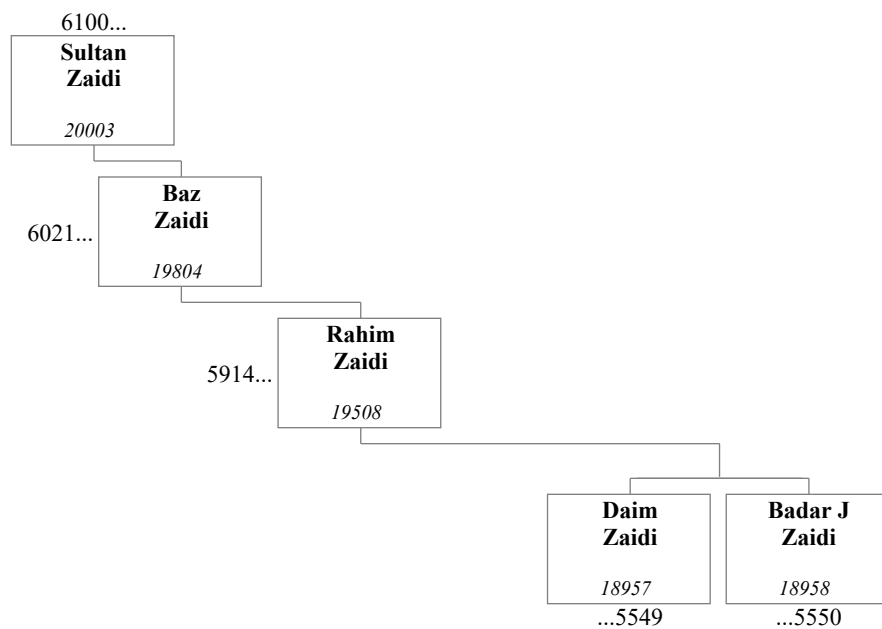 6100...
Sultan
Zaidi
20003
Baz
Zaidi
6021...
19804
Rahim
Zaidi
5914...
19508
Daim
Zaidi
18957
...5549
Badar J
Zaidi
18958
...5550